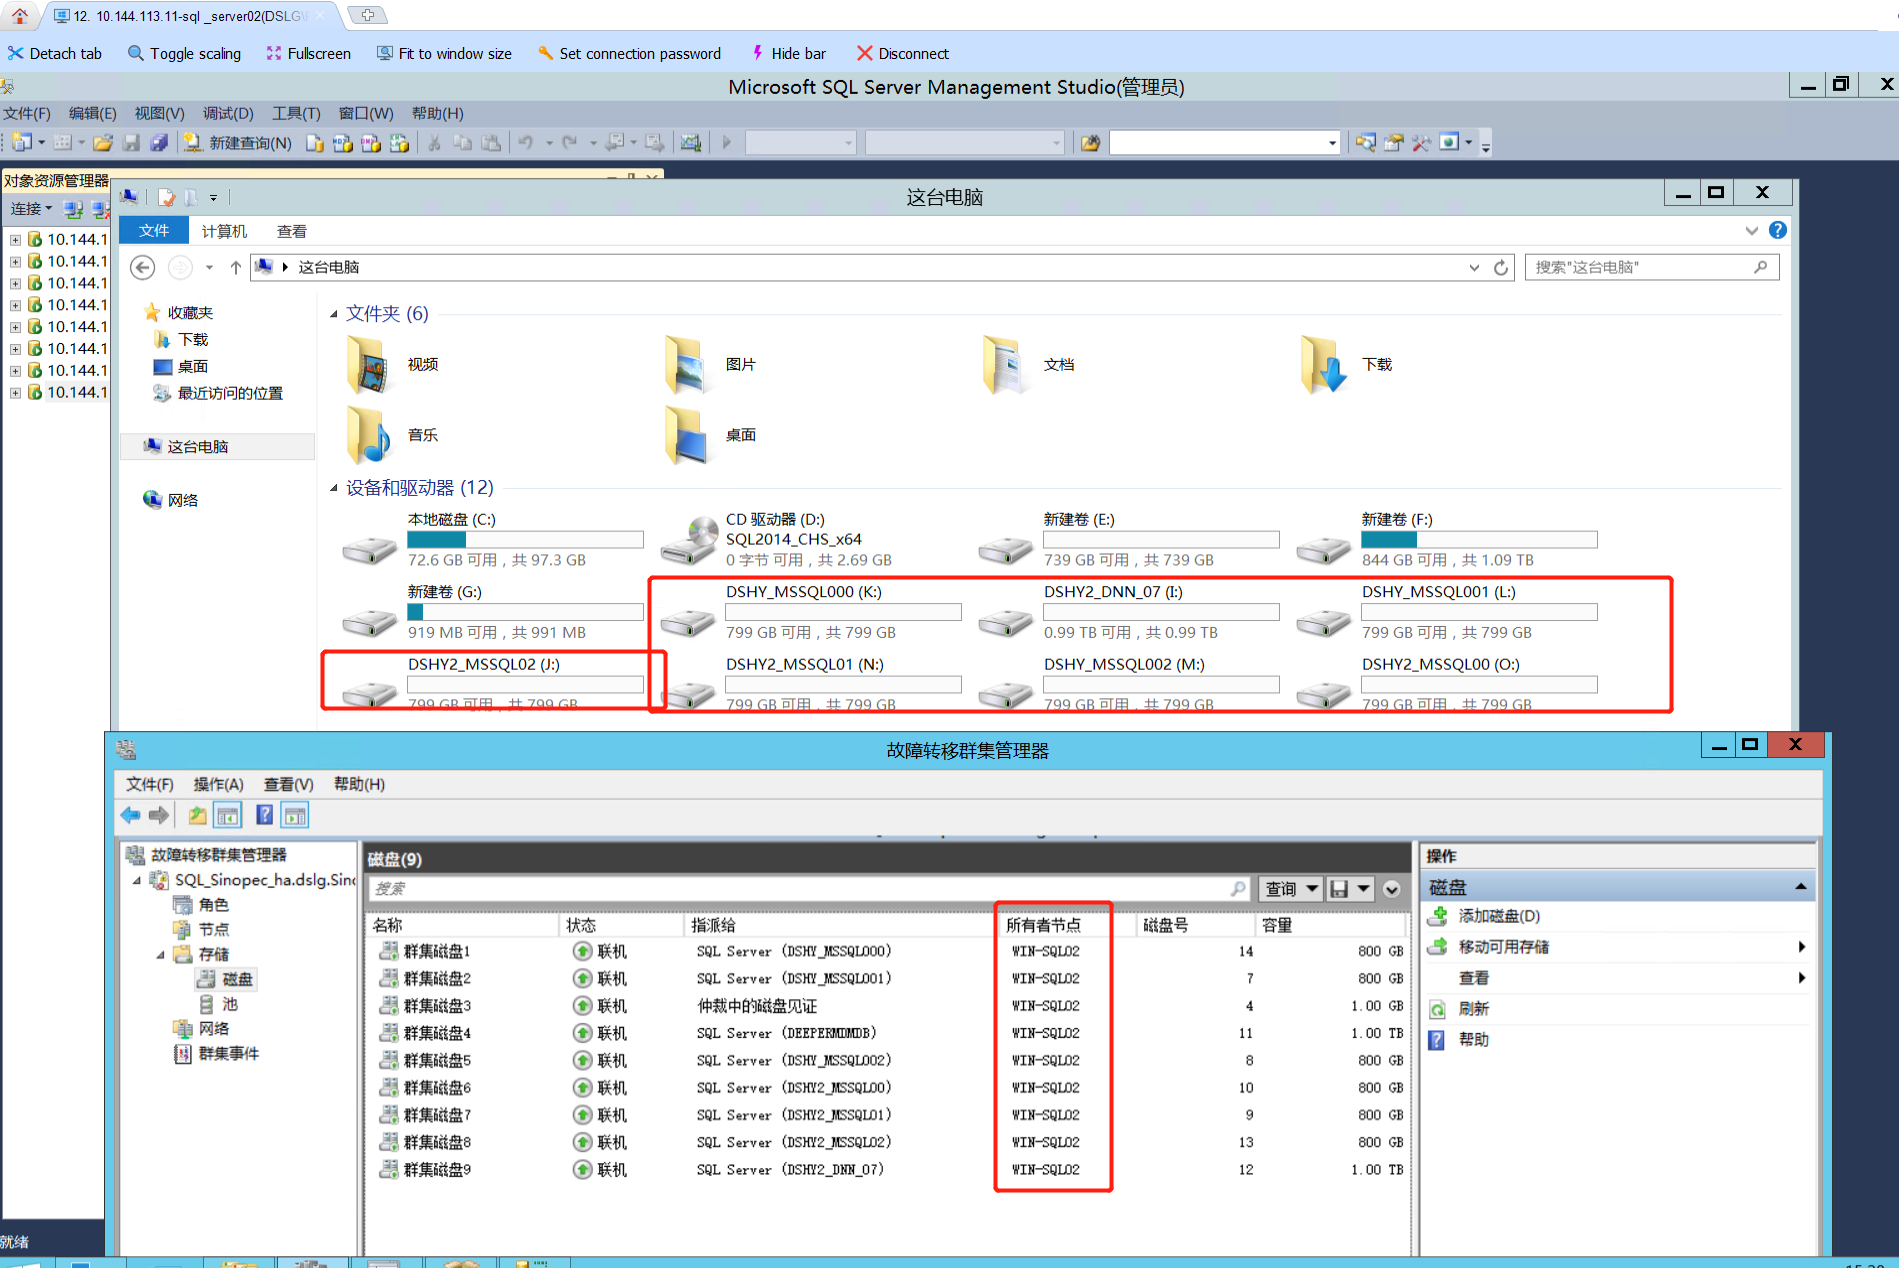 12. 10.144.113.11-sql _server02(DSLG\
Detach tab Toggle scaling Fullscreen Fit to window size Set connection password Hide bar Disconnect
Microsoft SQL Server Management Studio(管理员)
文件(F) 编辑(E) 视图(V) 调试(D) 工具(T) 窗口(W) 帮助(H)
新建查询(N)
对象资源管理器
连接
10.144.1
10.144.1
10.144.1
10.144.1
10.144.1
10.144.1
10.144.1
10.144.1
就绪
这台电脑
文件 计算机 查看
这台电脑 搜索"这台电脑"
收藏夹
下载
桌面
最近访问的位置
这台电脑
网络
文件夹 (6)
视频 图片 文档 下载
音乐 桌面
设备和驱动器 (12)
本地磁盘 (C:)
72.6 GB 可用，共 97.3 GB
CD 驱动器 (D:)
SQL2014_CHS_x64
0 字节 可用，共 2.69 GB
新建卷 (E:)
739 GB 可用，共 739 GB
新建卷 (F:)
844 GB 可用，共 1.09 TB
新建卷 (G:)
919 MB 可用，共 991 MB
DSHY_MSSQL000 (K:)
799 GB 可用，共 799 GB
DSHY2_DNN_07 (I:)
0.99 TB 可用，共 0.99 TB
DSHY_MSSQL001 (L:)
799 GB 可用，共 799 GB
DSHY2_MSSQL02 (J:)
799 GB 可用，共 799 GB
DSHY2_MSSQL01 (N:)
799 GB 可用，共 799 GB
DSHY_MSSQL002 (M:)
799 GB 可用，共 799 GB
DSHY2_MSSQL00 (O:)
799 GB 可用，共 799 GB
故障转移群集管理器
文件(F) 操作(A) 查看(V) 帮助(H)
故障转移群集管理器
SQL_Sinopec_ha.dslg.Sino
角色
节点
存储
磁盘
池
网络
群集事件
磁盘(9)
搜索 查询
名称 状态 指派给 所有者节点 磁盘号 容量
群集磁盘1 联机 SQL Server (DSHY_MSSQL000) WIN-SQL02 14 800 GB
群集磁盘2 联机 SQL Server (DSHY_MSSQL001) WIN-SQL02 7 800 GB
群集磁盘3 联机 仲裁中的磁盘见证 WIN-SQL02 4 1.00 GB
群集磁盘4 联机 SQL Server (DEEPERMDMDB) WIN-SQL02 11 1.00 TB
群集磁盘5 联机 SQL Server (DSHY_MSSQL002) WIN-SQL02 8 800 GB
群集磁盘6 联机 SQL Server (DSHY2_MSSQL00) WIN-SQL02 10 800 GB
群集磁盘7 联机 SQL Server (DSHY2_MSSQL01) WIN-SQL02 9 800 GB
群集磁盘8 联机 SQL Server (DSHY2_MSSQL02) WIN-SQL02 13 800 GB
群集磁盘9 联机 SQL Server (DSHY2_DNN_07) WIN-SQL02 12 1.00 TB
操作
磁盘
添加磁盘(D)
移动可用存储
查看
刷新
帮助